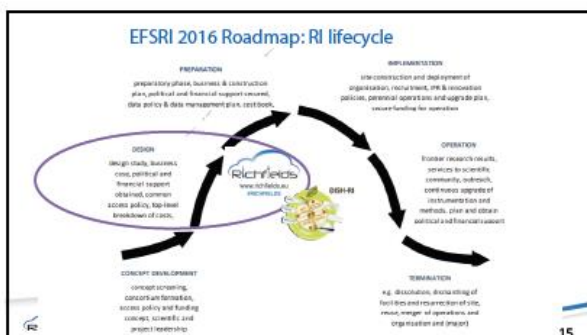 EFSRI 2016 Roadmap: RI lifecycle
PREPARATION
preparatory phase, business & construction
plan, political and financial support secured,
data policy & data management plan, cost book,
IMPLEMENTATION
site construction and deployment of
organisation, recruitment, IPR & innovation
policies, perennial operations and upgrade plan,
secure funding for operation
DESIGN
design study, business
case, political and
financial support
obtained, common
access policy, top-level
breakdown of costs,
Richfields
www.richfields.eu
#RICHFIELDS
DISH-RI
OPERATION
frontier research results,
services to scientific
community, outreach,
continuous upgrade of
instrumentation and
methods, plan and obtain
political and financial support
CONCEPT DEVELOPMENT
concept screening,
consortium formation,
access policy and funding
concept, scientific and
project leadership
TERMINATION
e.g. dissolution, dismantling of
facilities and resurrection of site,
reuse, merger of operations and
organisation and (major)
15